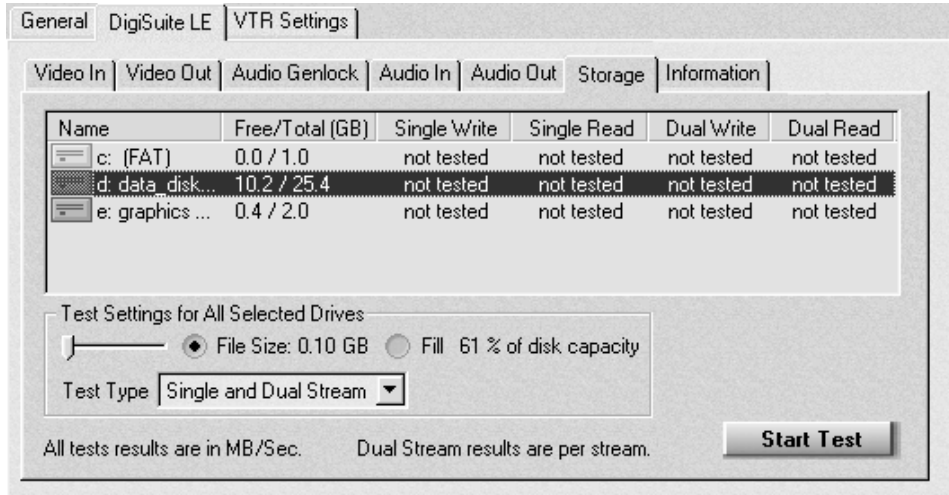 General DigiSuite LE VTR Settings
Video In Video Out Audio Genlock Audio In Audio Out Storage Information
Name Free/Total (GB) Single Write Single Read Dual Write Dual Read
c: (FAT) 0.0 / 1.0 not tested not tested not tested not tested
d: data_disk... 10.2 / 25.4 not tested not tested not tested not tested
e: graphics ... 0.4 / 2.0 not tested not tested not tested not tested
Test Settings for All Selected Drives
File Size: 0.10 GB Fill 61 % of disk capacity
Test Type Single and Dual Stream
All tests results are in MB/Sec. Dual Stream results are per stream. Start Test